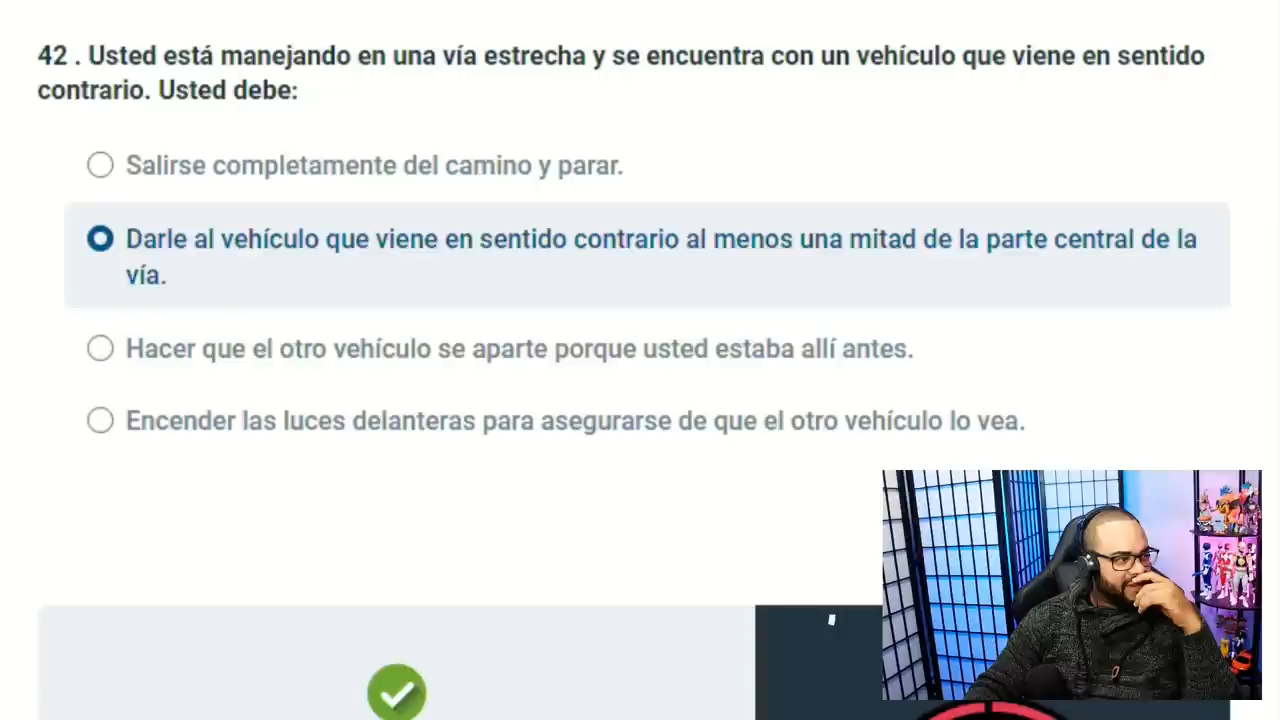 42 . Usted está manejando en una vía estrecha y se encuentra con un vehículo que viene en sentido
contrario. Usted debe:
Salirse completamente del camino y parar.
Darle al vehículo que viene en sentido contrario al menos una mitad de la parte central de la
vía.
Hacer que el otro vehículo se aparte porque usted estaba allí antes.
Encender las luces delanteras para asegurarse de que el otro vehículo lo vea.